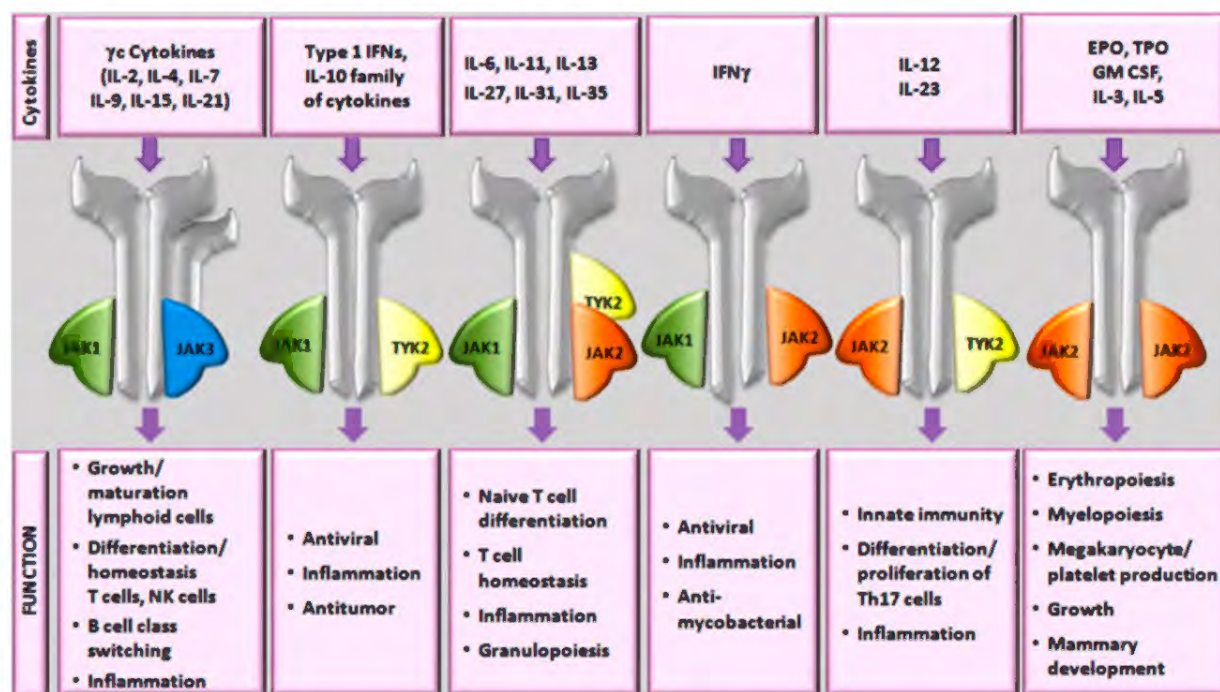 Cytokines
γc Cytokines
(IL-2, IL-4, IL-7
IL-9, IL-15, IL-21)
Type 1 IFNs,
IL-10 family
of cytokines
IL-6, IL-11, IL-13
IL-27, IL-31, IL-35
IFNγ
IL-12
IL-23
EPO, TPO
GM CSF,
IL-3, IL-5
JAK1
JAK3
JAK1
TYK2
JAK1
TYK2
JAK2
JAK1
JAK2
JAK2
TYK2
JAK2
JAK2
FUNCTION
• Growth/
maturation
lymphoid cells
• Differentiation/
homeostasis
T cells, NK cells
• B cell class
switching
• Inflammation
• Antiviral
• Inflammation
• Antitumor
• Naive T cell
differentiation
• T cell
homeostasis
• Inflammation
• Granulopoiesis
• Antiviral
• Inflammation
• Anti-
mycobacterial
• Innate immunity
• Differentiation/
proliferation of
Th17 cells
• Inflammation
• Erythropoiesis
• Myelopoiesis
• Megakaryocyte/
platelet production
• Growth
• Mammary
development